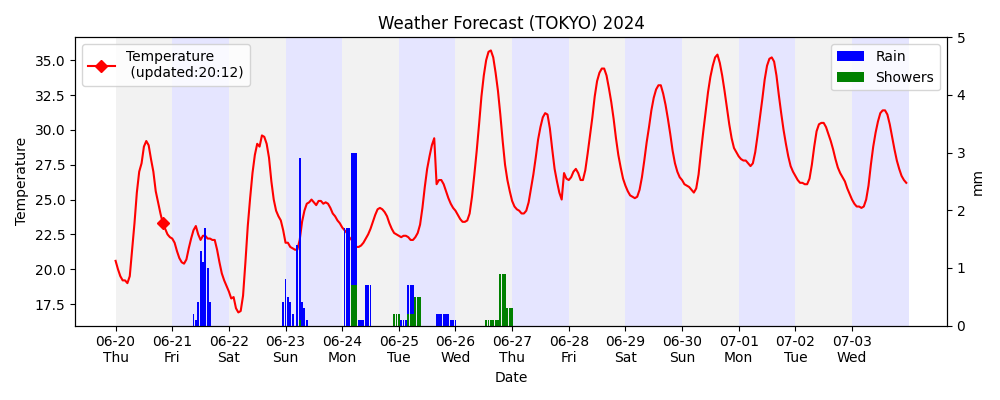 Weather Forecast (TOKYO) 2024
Temperature
(updated:20:12)
Rain
Showers
Temperature
35.0
32.5
30.0
27.5
25.0
22.5
20.0
17.5
5
4
3
2
1
0
mm
06-20 06-21 06-22 06-23 06-24 06-25 06-26 06-27 06-28 06-29 06-30 07-01 07-02 07-03
Thu Fri Sat Sun Mon Tue Wed Thu Fri Sat Sun Mon Tue Wed
Date